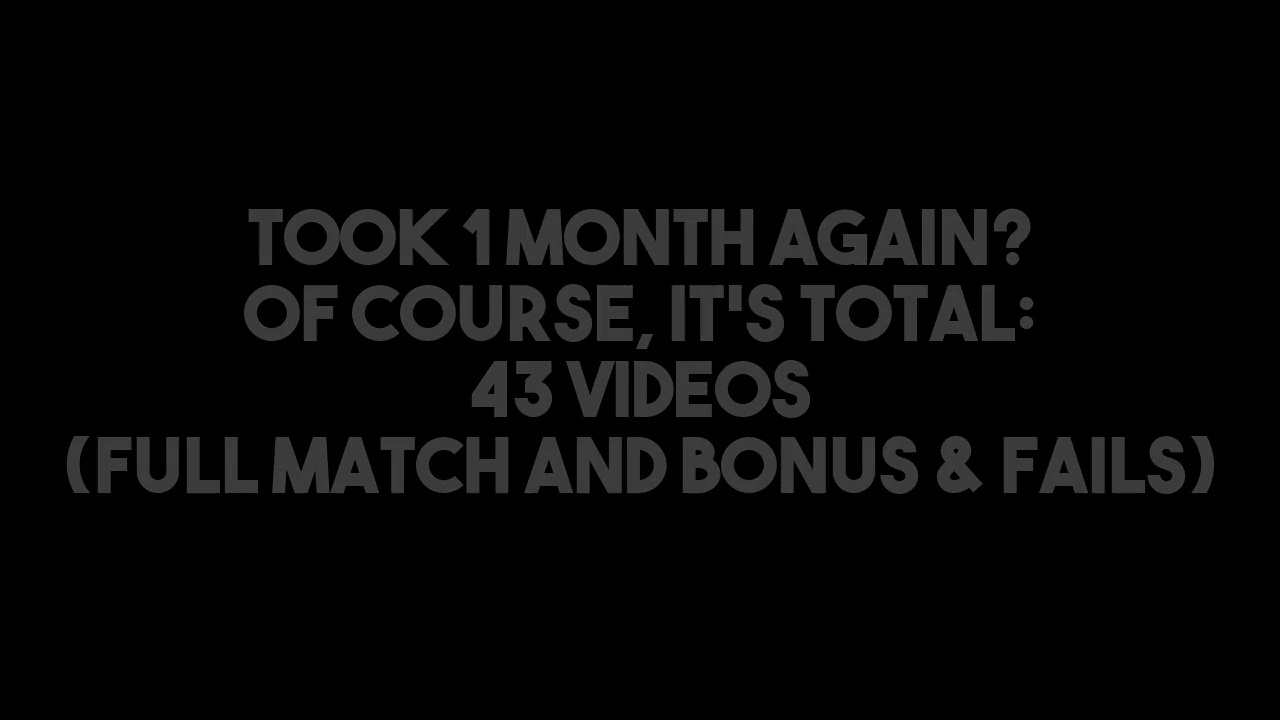 TOOK 1 MONTH AGAIN?
OF COURSE, IT'S TOTAL:
43 VIDEOS
(FULL MATCH AND BONUS & FAILS)